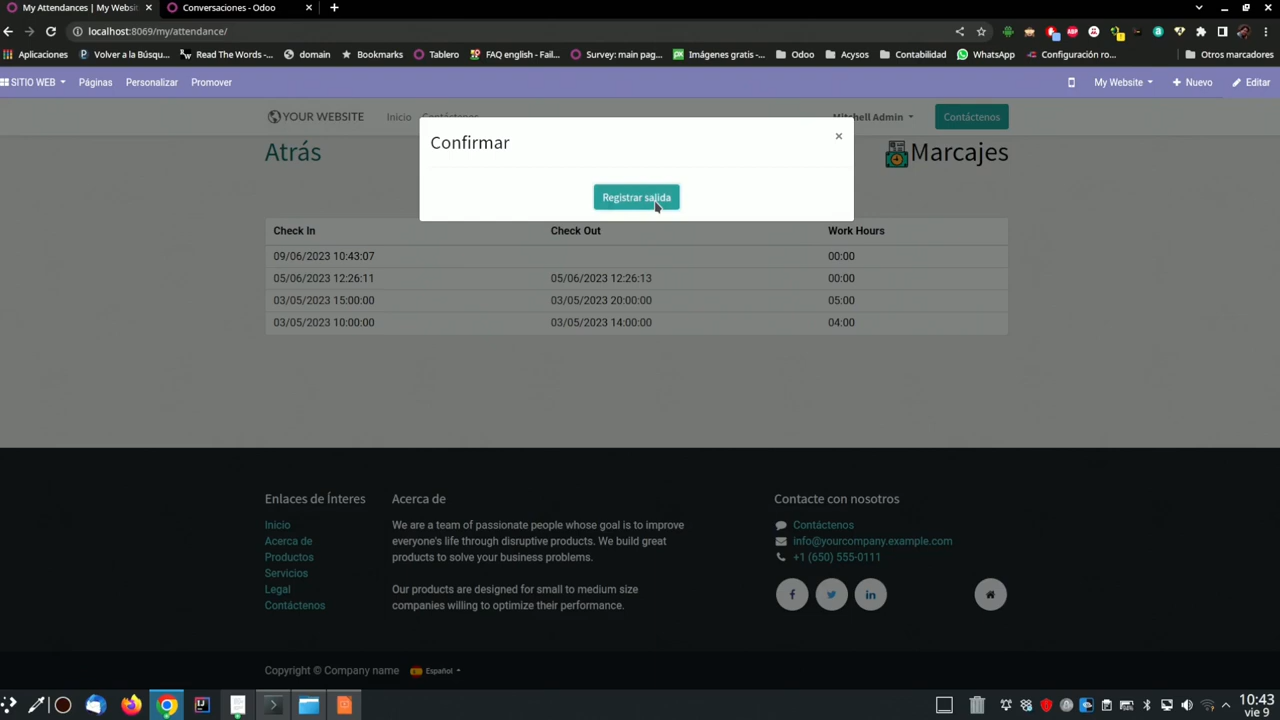 My Attendances | My Websit
Conversaciones - Odoo
localhost:8069/my/attendance/
Aplicaciones
Volver a la Búsqu...
Read The Words -...
domain
Bookmarks
Tablero
FAQ english - Fail...
Survey: main pag...
Imágenes gratis -...
Odoo
Acysos
Contabilidad
WhatsApp
Configuración ro...
Otros marcadores
SITIO WEB
Páginas
Personalizar
Promover
My Website
Nuevo
Editar
YOUR WEBSITE
Inicio
Contáctenos
Mitchell Admin
Contáctenos
Atrás
Marcajes
Confirmar
×
Registrar salida
Check In Check Out Work Hours
09/06/2023 10:43:07 00:00
05/06/2023 12:26:11 05/06/2023 12:26:13 00:00
03/05/2023 15:00:00 03/05/2023 20:00:00 05:00
03/05/2023 10:00:00 03/05/2023 14:00:00 04:00
Enlaces de Ínteres
Inicio
Acerca de
Productos
Servicios
Legal
Contáctenos
Acerca de
We are a team of passionate people whose goal is to improve
everyone's life through disruptive products. We build great
products to solve your business problems.
Our products are designed for small to medium size
companies willing to optimize their performance.
Contacte con nosotros
Contáctenos
info@yourcompany.example.com
+1 (650) 555-0111
Copyright © Company name
Español
10:43
vie 9